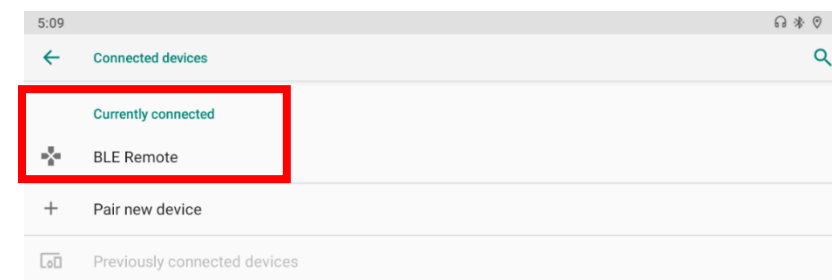 5:09
Connected devices
Currently connected
BLE Remote
Pair new device
Previously connected devices